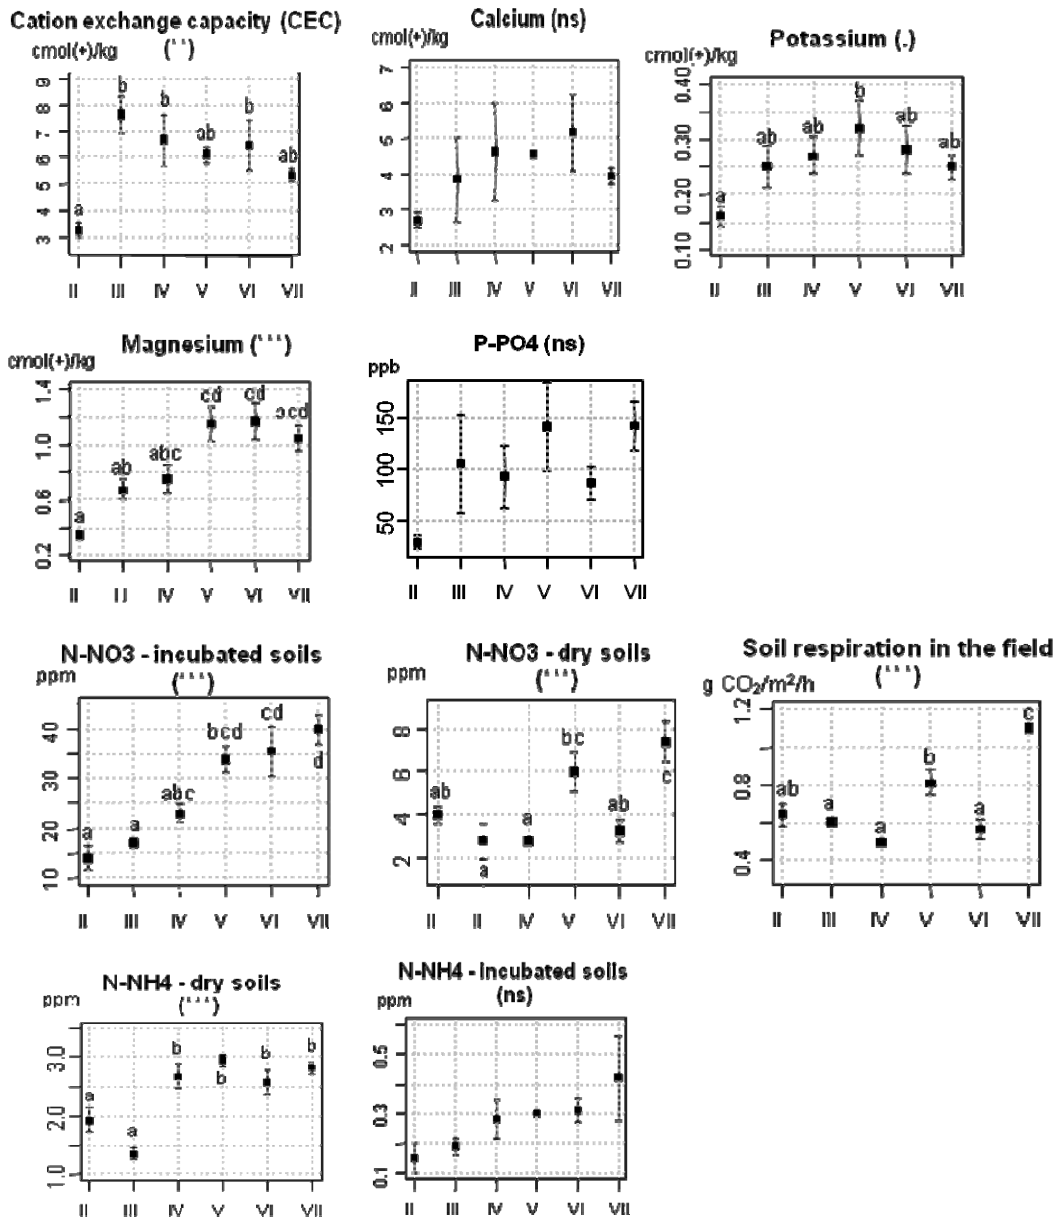 Cation exchange capacity (CEC)
(**)
cmol(+)/kg
9
8
7
6
5
4
3
a
b
b
ab
b
ab
II III IV V VI VII
Calcium (ns)
cmol(+)/kg
7
6
5
4
3
2
II III IV V VI VII
Potassium (.)
cmol(+)/kg
0.40
0.30
0.20
0.10
a
ab
ab
b
ab
ab
II III IV V VI VII
Magnesium (***)
cmol(+)/kg
1.4
1.0
0.6
0.2
a
ab
abc
cd
cd
bcd
II IV V VI VII
P-PO4 (ns)
ppb
150
100
50
II III IV V VI VII
N-NO3 - incubated soils
(***)
ppm
40
30
20
10
a
a
abc
bcd
cd
d
II III IV V VI VII
N-NO3 - dry soils
(***)
ppm
8
6
4
2
ab
a
a
bc
ab
c
II III IV V VI VII
Soil respiration in the field
(***)
g CO₂/m²/h
1.2
0.8
0.4
ab
a
a
b
a
c
II III IV V VI VII
N-NH4 - dry soils
(***)
ppm
3.0
2.0
1.0
a
a
b
b
b
b
II III IV V VI VII
N-NH4 - incubated soils
(ns)
ppm
0.5
0.3
0.1
II III IV V VI VII